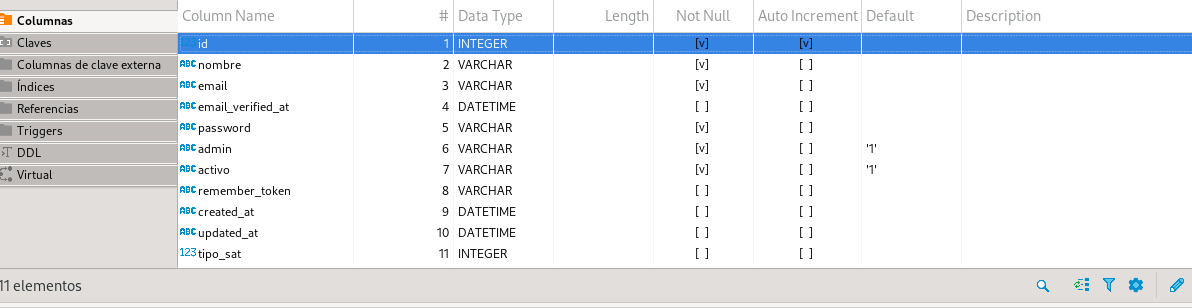 Columnas
Claves
Columnas de clave externa
Índices
Referencias
Triggers
DDL
Virtual
Column Name # Data Type Length Not Null Auto Increment Default Description
123 id 1 INTEGER [v] [v]
ABC nombre 2 VARCHAR [v] [ ]
ABC email 3 VARCHAR [v] [ ]
ABC email_verified_at 4 DATETIME [ ] [ ]
ABC password 5 VARCHAR [v] [ ]
ABC admin 6 VARCHAR [v] [ ] '1'
ABC activo 7 VARCHAR [v] [ ] '1'
ABC remember_token 8 VARCHAR [ ] [ ]
ABC created_at 9 DATETIME [ ] [ ]
ABC updated_at 10 DATETIME [ ] [ ]
123 tipo_sat 11 INTEGER [ ] [ ]
11 elementos